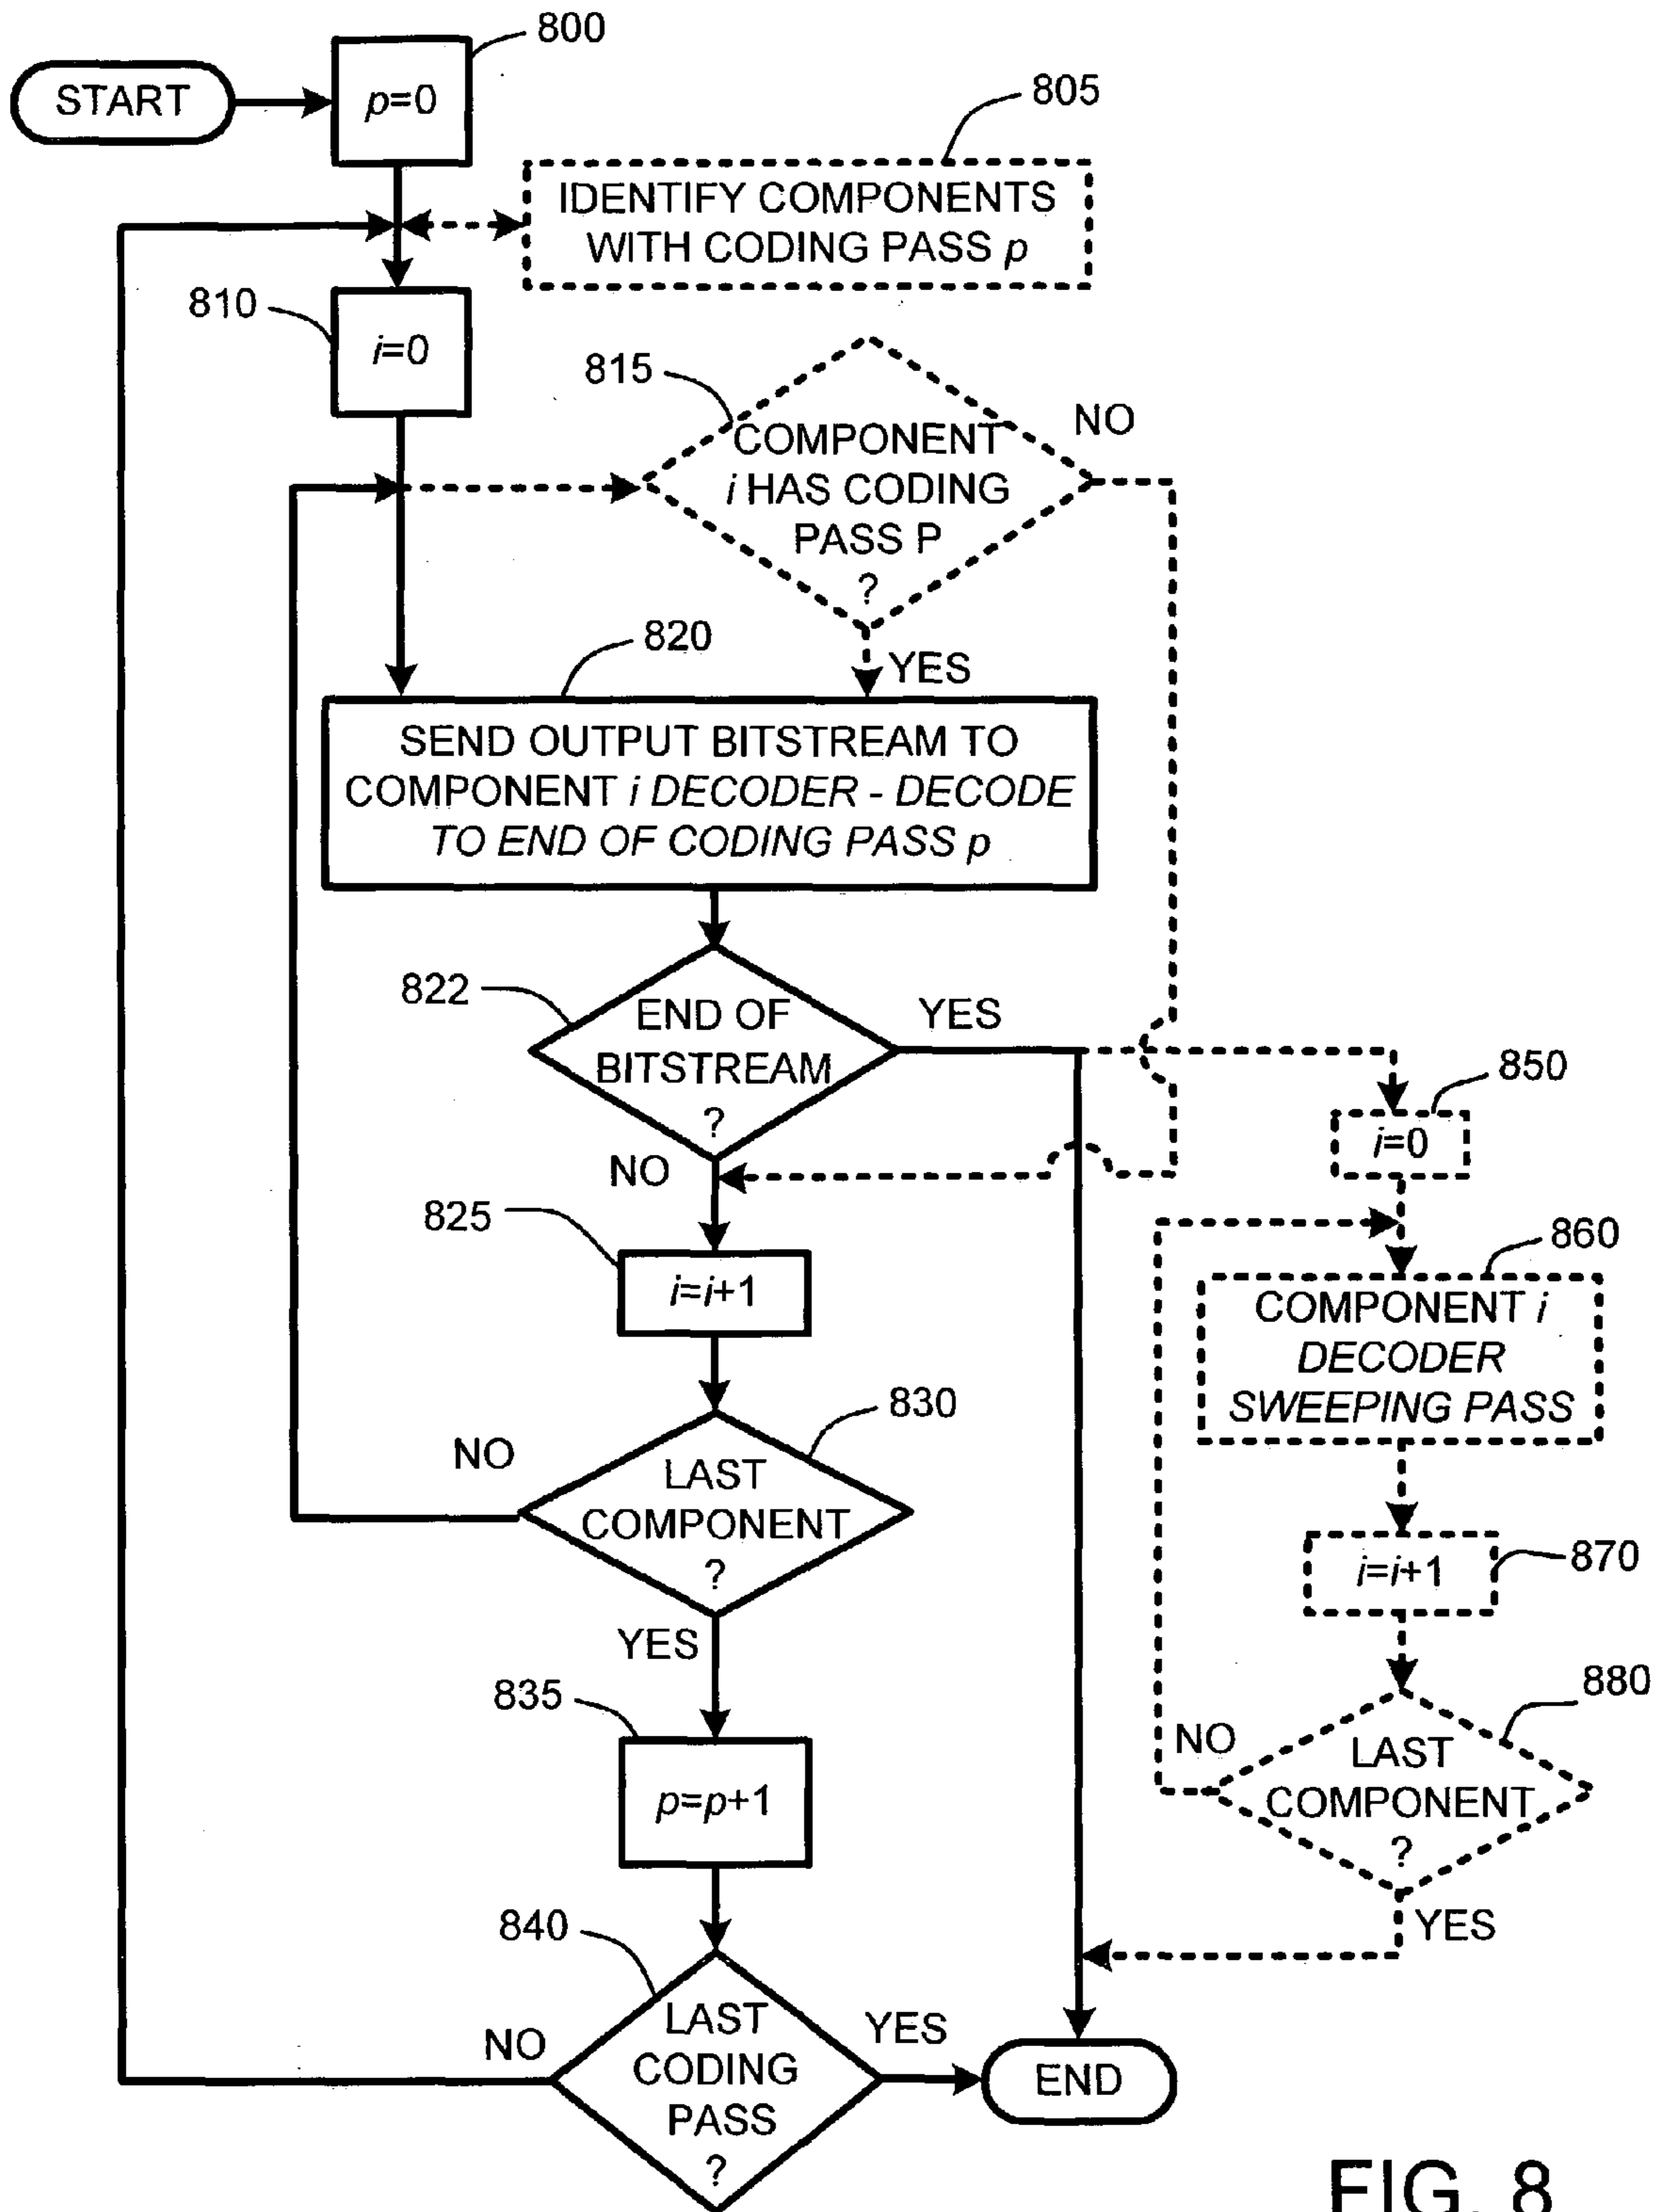 800
START
p=0
805
IDENTIFY COMPONENTS
WITH CODING PASS p
810
i=0
815
COMPONENT
i HAS CODING
PASS P
?
NO
YES
820
SEND OUTPUT BITSTREAM TO
COMPONENT i DECODER - DECODE
TO END OF CODING PASS p
822
END OF
BITSTREAM
?
YES
NO
850
i=0
825
i=i+1
860
COMPONENT i
DECODER
SWEEPING PASS
830
LAST
COMPONENT
?
NO
YES
870
i=i+1
835
p=p+1
880
LAST
COMPONENT
?
NO
YES
840
LAST
CODING
PASS
?
NO
YES
END
FIG. 8